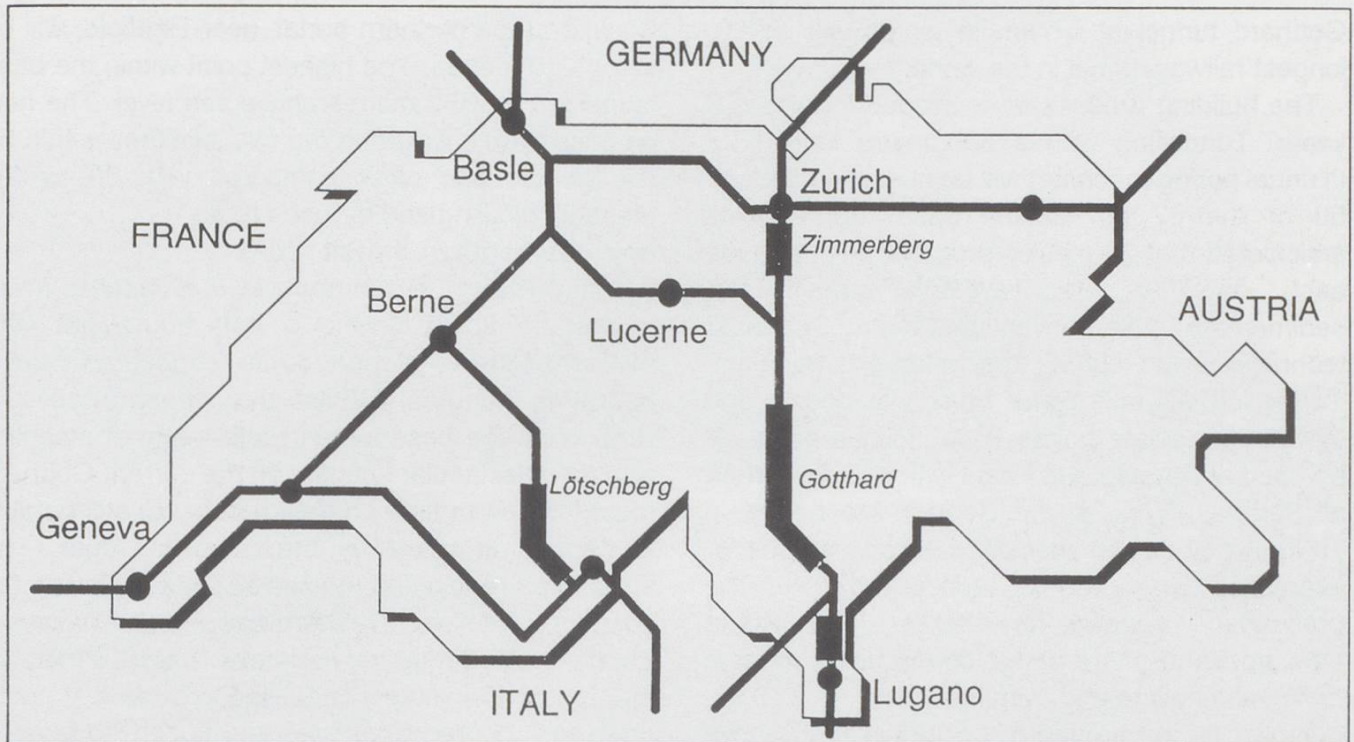 GERMANY
Basle
Zurich
FRANCE
Zimmerberg
Berne
AUSTRIA
Lucerne
Lötschberg
Gotthard
Geneva
ITALY
Lugano